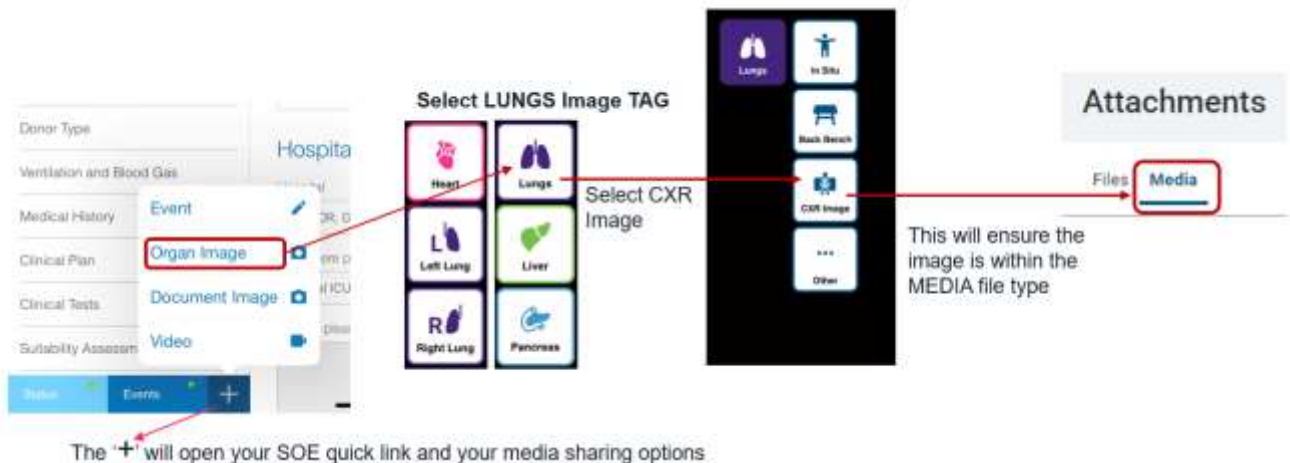 Donor Type
Ventilation and Blood Gas
Medical History
Clinical Plan
Clinical Tests
Suitability Assessm
Status
Events
+
Hospita
Event
Organ Image
Document Image
Video
The '+' will open your SOE quick link and your media sharing options
Select LUNGS Image TAG
Heart
Lungs
L
Left Lung
Liver
R
Right Lung
Pancreas
Select CXR
Image
Lungs
In Situ
Back Bench
CXR Image
Other
This will ensure the
image is within the
MEDIA file type
Attachments
Files
Media